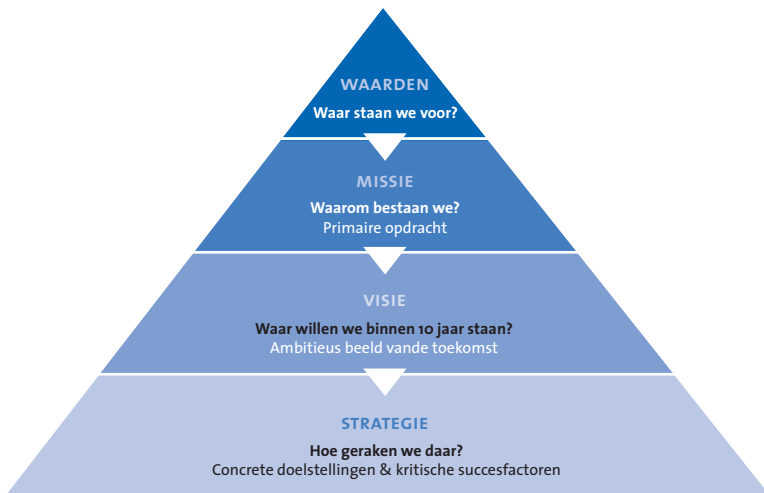 WAARDEN
Waar staan we voor?
MISSIE
Waarom bestaan we?
Primaire opdracht
VISIE
Waar willen we binnen 10 jaar staan?
Ambitieus beeld vande toekomst
STRATEGIE
Hoe geraken we daar?
Concrete doelstellingen & kritische succesfactoren